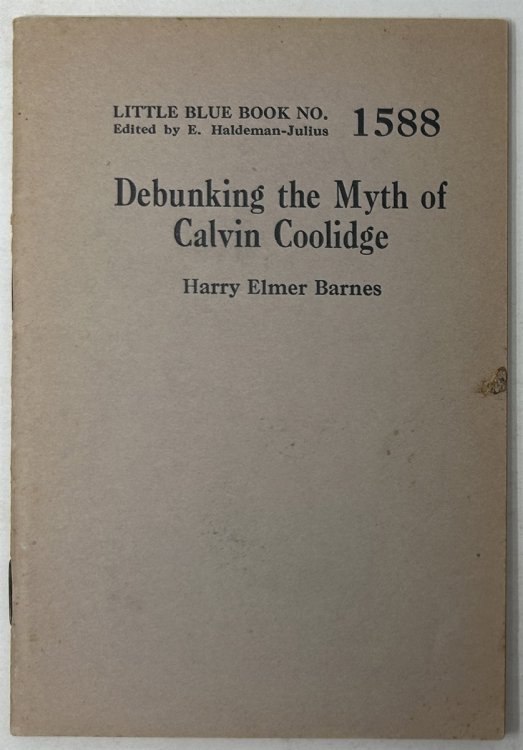 LITTLE BLUE BOOK NO. 1588
Edited by E. Haldeman-Julius
Debunking the Myth of
Calvin Coolidge
Harry Elmer Barnes